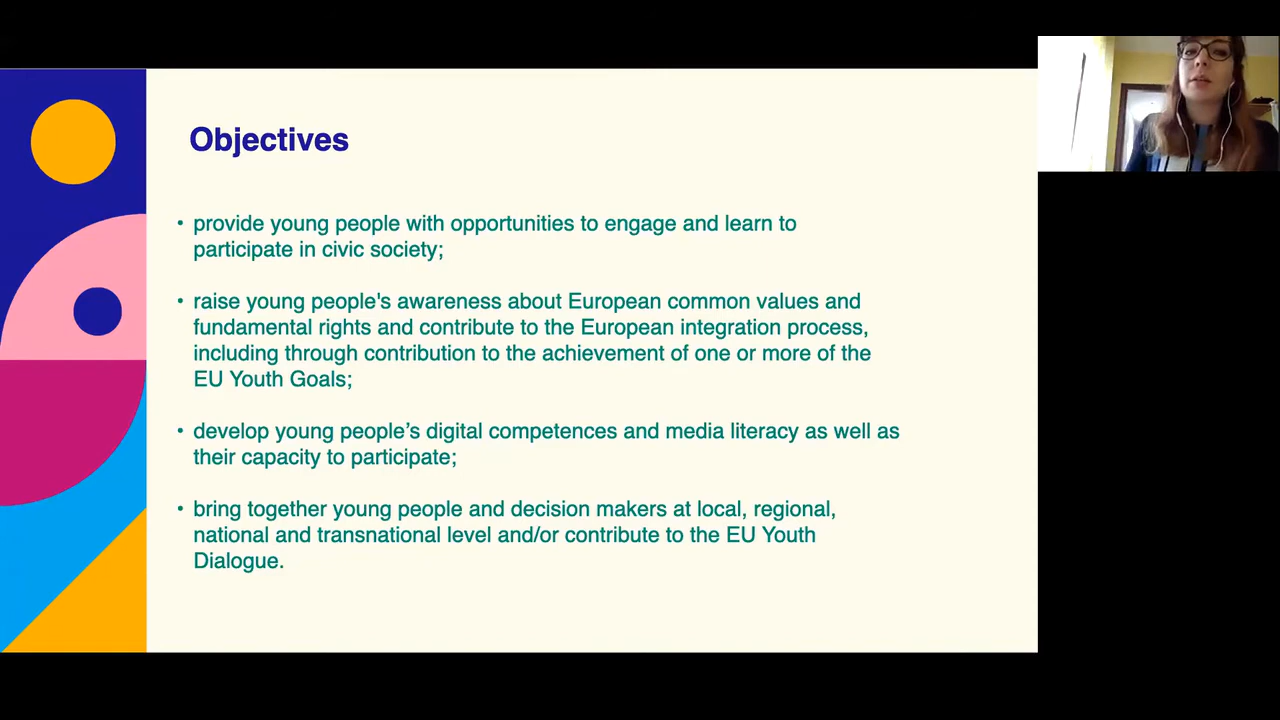 Objectives
• provide young people with opportunities to engage and learn to
participate in civic society;
• raise young people's awareness about European common values and
fundamental rights and contribute to the European integration process,
including through contribution to the achievement of one or more of the
EU Youth Goals;
• develop young people’s digital competences and media literacy as well as
their capacity to participate;
• bring together young people and decision makers at local, regional,
national and transnational level and/or contribute to the EU Youth
Dialogue.